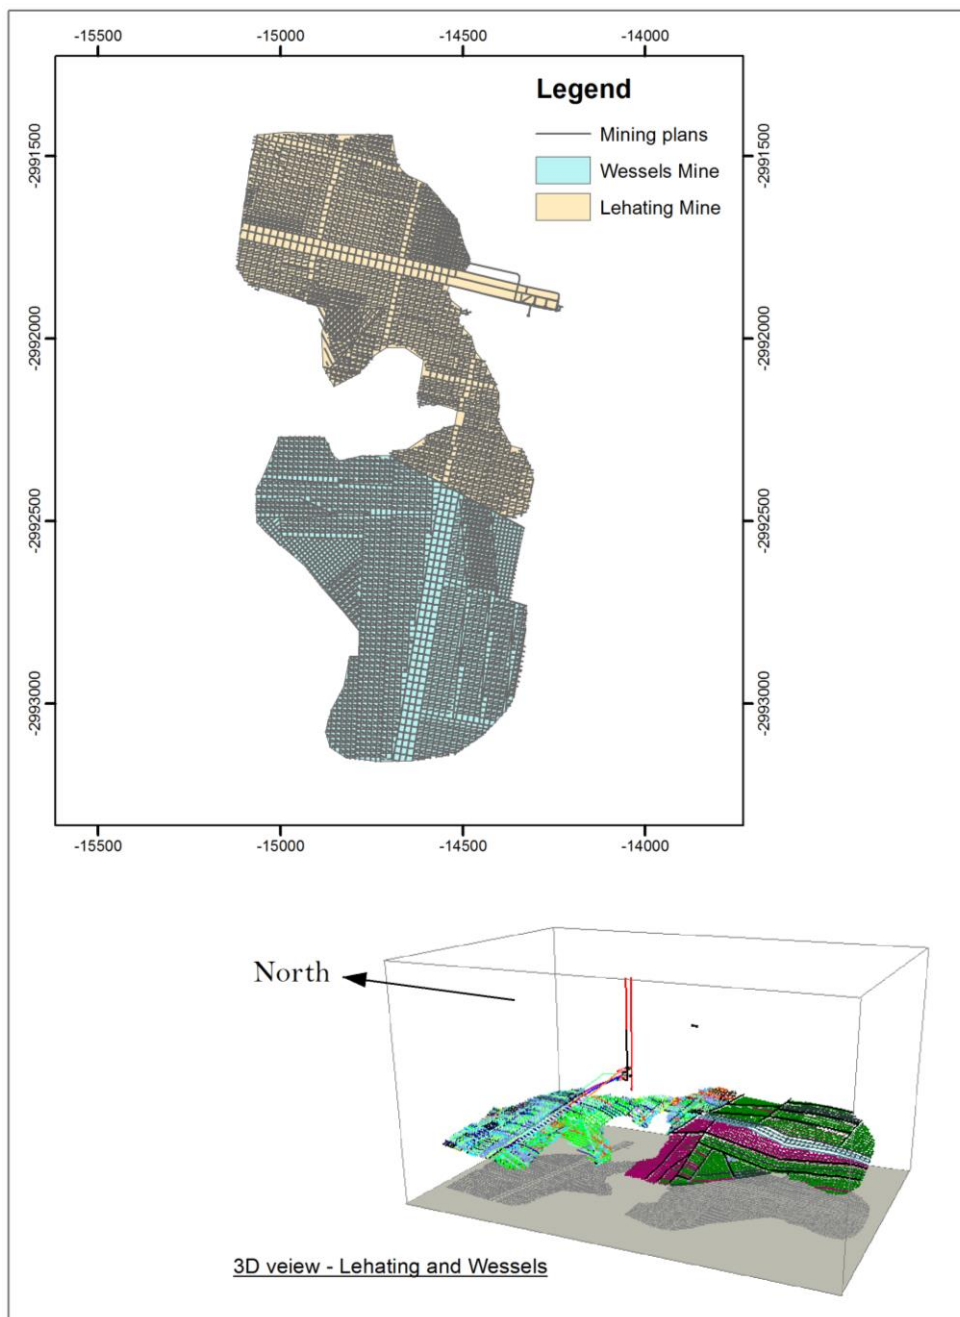 -15500 -15000 -14500 -14000
Legend
Mining plans
Wessels Mine
Lehating Mine
-2991500 -2991500
-2992000 -2992000
-2992500 -2992500
-2993000 -2993000
-15500 -15000 -14500 -14000
North
3D veiew - Lehating and Wessels